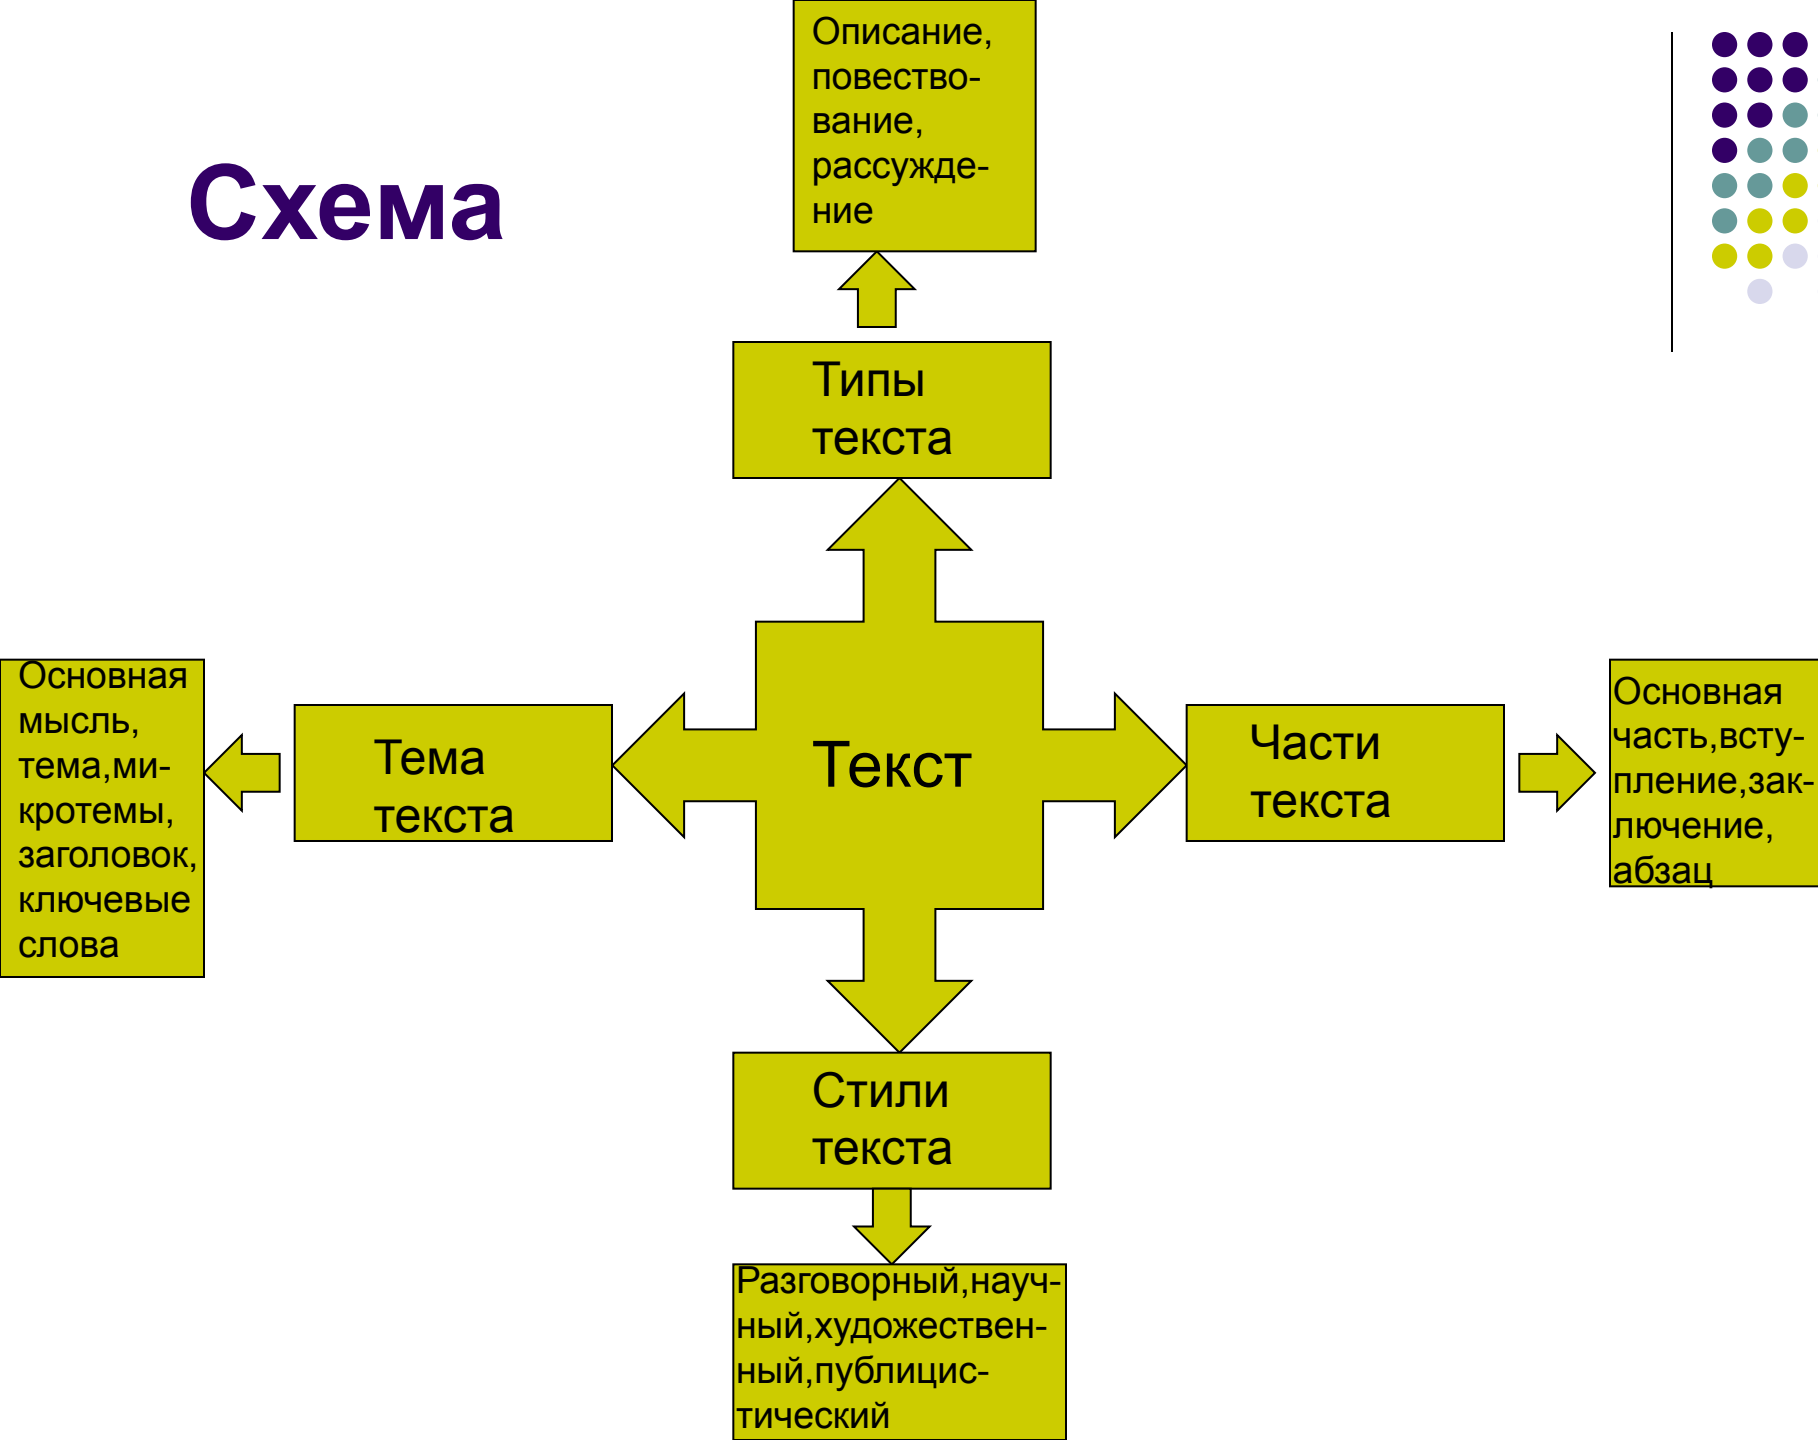 Схема
Описание,
повество-
вание,
рассужде-
ние
Типы
текста
Основная
мысль,
тема,ми-
кротемы,
заголовок,
ключевые
слова
Тема
текста
Текст
Части
текста
Основная
часть,всту-
пление,зак-
лючение,
абзац
Стили
текста
Разговорный,науч-
ный,художествен-
ный,публицис-
тический